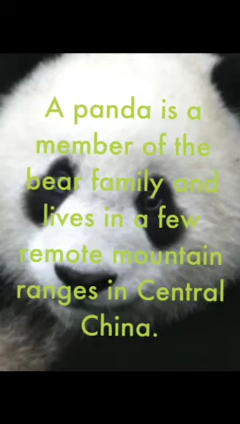 A panda is a
member of the
bear family and
lives in a few
remote mountain
ranges in Central
China.